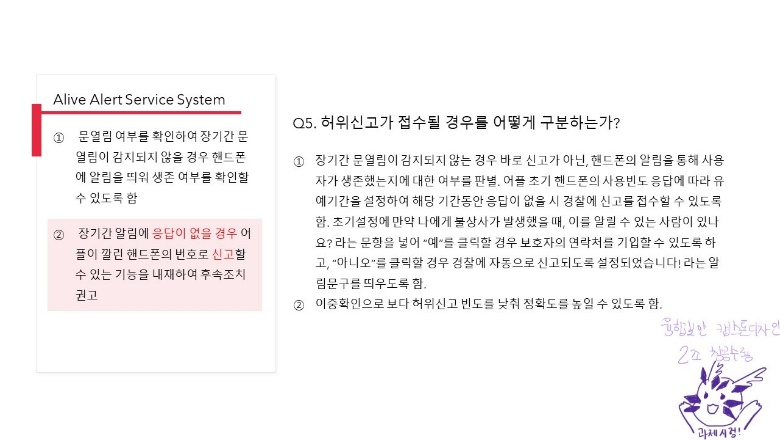 Alive Alert Service System
① 문열림 여부를 확인하여 장기간 문
열림이 감지되지 않을 경우 핸드폰
에 알림을 띄워 생존 여부를 확인할
수 있도록 함
② 장기간 알림에 응답이 없을 경우 어
플이 깔린 핸드폰의 번호로 신고할
수 있는 기능을 내재하여 후속조치
권고
Q5. 허위신고가 접수될 경우를 어떻게 구분하는가?
① 장기간 문열림이 감지되지 않는 경우 바로 신고가 아닌, 핸드폰의 알림을 통해 사용
자가 생존했는지에 대한 여부를 판별. 어플 초기 핸드폰의 사용빈도 응답에 따라 유
예기간을 설정하여 해당 기간동안 응답이 없을 시 경찰에 신고를 접수할 수 있도록
함. 초기설정에 만약 나에게 불상사가 발생했을 때, 이를 알릴 수 있는 사람이 있나
요? 라는 문항을 넣어 “예”를 클릭할 경우 보호자의 연락처를 기입할 수 있도록 하
고, “아니오”를 클릭할 경우 경찰에 자동으로 신고되도록 설정되었습니다! 라는 알
림문구를 띄우도록 함.
② 이중확인으로 보다 허위신고 빈도를 낮춰 정확도를 높일 수 있도록 함.
융합보안 캡스톤디자인
2조
과제시렁!